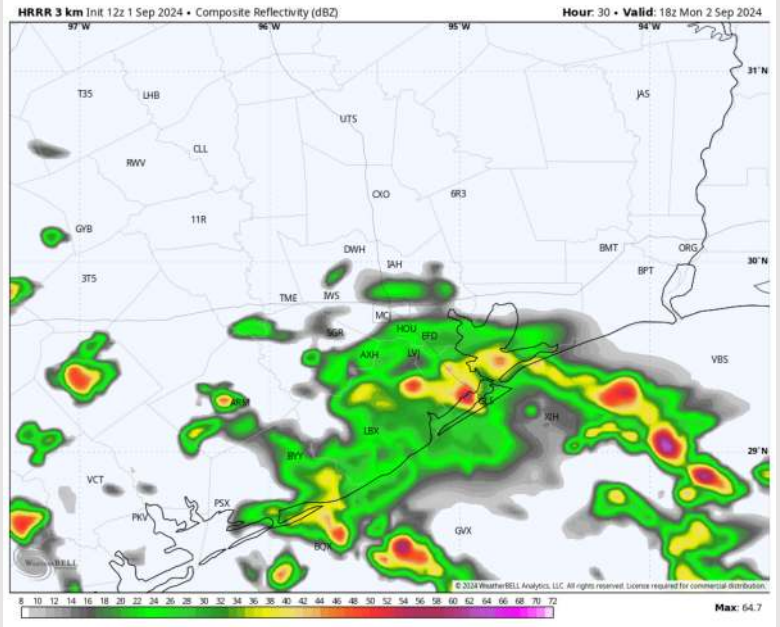 HRRR 3 km Init 12z 1 Sep 2024 • Composite Reflectivity (dBZ) Hour: 30 • Valid: 18z Mon 2 Sep 2024
97°W 96°W 95°W 94°W
31°N
T35 LHB JAS
UTS
CLL
RWV
CXO 6R3
11R
GYB
DWH BMT ORG
IAH 30°N
3T5 BPT
TME IWS
MCJ
SGR HOU EFD
AXH LVJ VBS
ARM GLS
XIH
LBX
BYY 29°N
VCT
PSX
PKV
GVX
BQX
WeatherBELL
© 2024 WeatherBELL Analytics, LLC. All rights reserved. License required for commercial distribution.
8 10 12 14 16 18 20 22 24 26 28 30 32 34 36 38 40 42 44 46 48 50 52 54 56 58 60 62 64 66 68 70 72
Max: 64.7